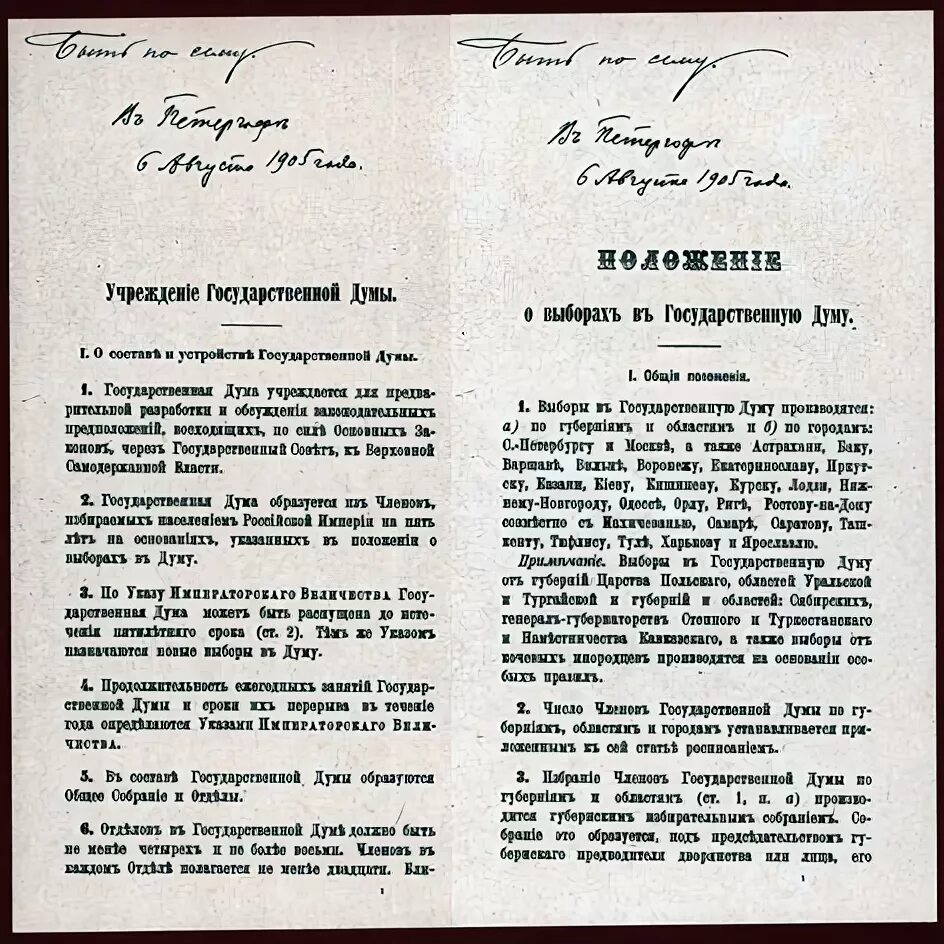 Быть по сему.
Въ Петергофѣ
6 Августа 1905 года.
Учрежденіе Государственной Думы.
I. О составѣ и устройствѣ Государственной Думы.
1. Государственная Дума учреждается для предва-
рительной разработки и обсужденія законодательныхъ
предположеній, восходящихъ, по силѣ Основныхъ За-
коновъ, черезъ Государственный Совѣтъ, къ Верховной
Самодержавной Власти.
2. Государственная Дума образуется изъ Членовъ,
избираемыхъ населеніемъ Россійской Имперіи на пять
лѣтъ на основаніяхъ, указанныхъ въ положеніи о
выборахъ въ Думу.
3. По Указу Императорскаго Величества Госу-
дарственная Дума можетъ быть распущена до исте-
ченія пятилѣтняго срока (ст. 2). Тѣмъ же Указомъ
назначаются новые выборы въ Думу.
4. Продолжительность ежегодныхъ занятій Государ-
ственной Думы и сроки ихъ перерыва въ теченіе
года опредѣляются Указами Императорскаго Вели-
чества.
5. Въ составѣ Государственной Думы образуются
Общее Собраніе и Отдѣлы.
6. Отдѣловъ въ Государственной Думѣ должно быть
не менѣе четырехъ и не болѣе восьми. Членовъ въ
каждомъ Отдѣлѣ полагается не менѣе двадцати. Бли-
1
Быть по сему.
Въ Петергофѣ
6 Августа 1905 года.
ПОЛОЖЕНІЕ
о выборахъ въ Государственную Думу.
I. Общія положенія.
1. Выборы въ Государственную Думу производятся:
а) по губерніямъ и областямъ и б) по городамъ:
С.-Петербургу и Москвѣ, а также Астрахани, Баку,
Варшавѣ, Вильнѣ, Воронежу, Екатеринославу, Иркут-
ску, Казани, Кіеву, Кишиневу, Курску, Лодзи, Ниж-
нему-Новгороду, Одессѣ, Орлу, Ригѣ, Ростову-на-Дону
совмѣстно съ Нахичеванью, Самарѣ, Саратову, Таш-
кенту, Тифлису, Тулѣ, Харькову и Ярославлю.
Примѣчаніе. Выборы въ Государственную Думу
отъ губерній Царства Польскаго, областей Уральской
и Тургайской и губерній и областей: Сибирскихъ,
генералъ-губернаторствъ Степного и Туркестанскаго
и Намѣстничества Кавказскаго, а также выборы отъ
кочевыхъ инородцевъ производятся на основаніи осо-
быхъ правилъ.
2. Число Членовъ Государственной Думы по гу-
берніямъ, областямъ и городамъ устанавливается при-
ложеннымъ къ сей статьѣ росписаніемъ.
3. Избраніе Членовъ Государственной Думы по
губерніямъ и областямъ (ст. 1, п. а) производ-
дится губернскимъ избирательнымъ собраніемъ. Со-
браніе это образуется, подъ предсѣдательствомъ гу-
бернскаго предводителя дворянства или лица, его
1